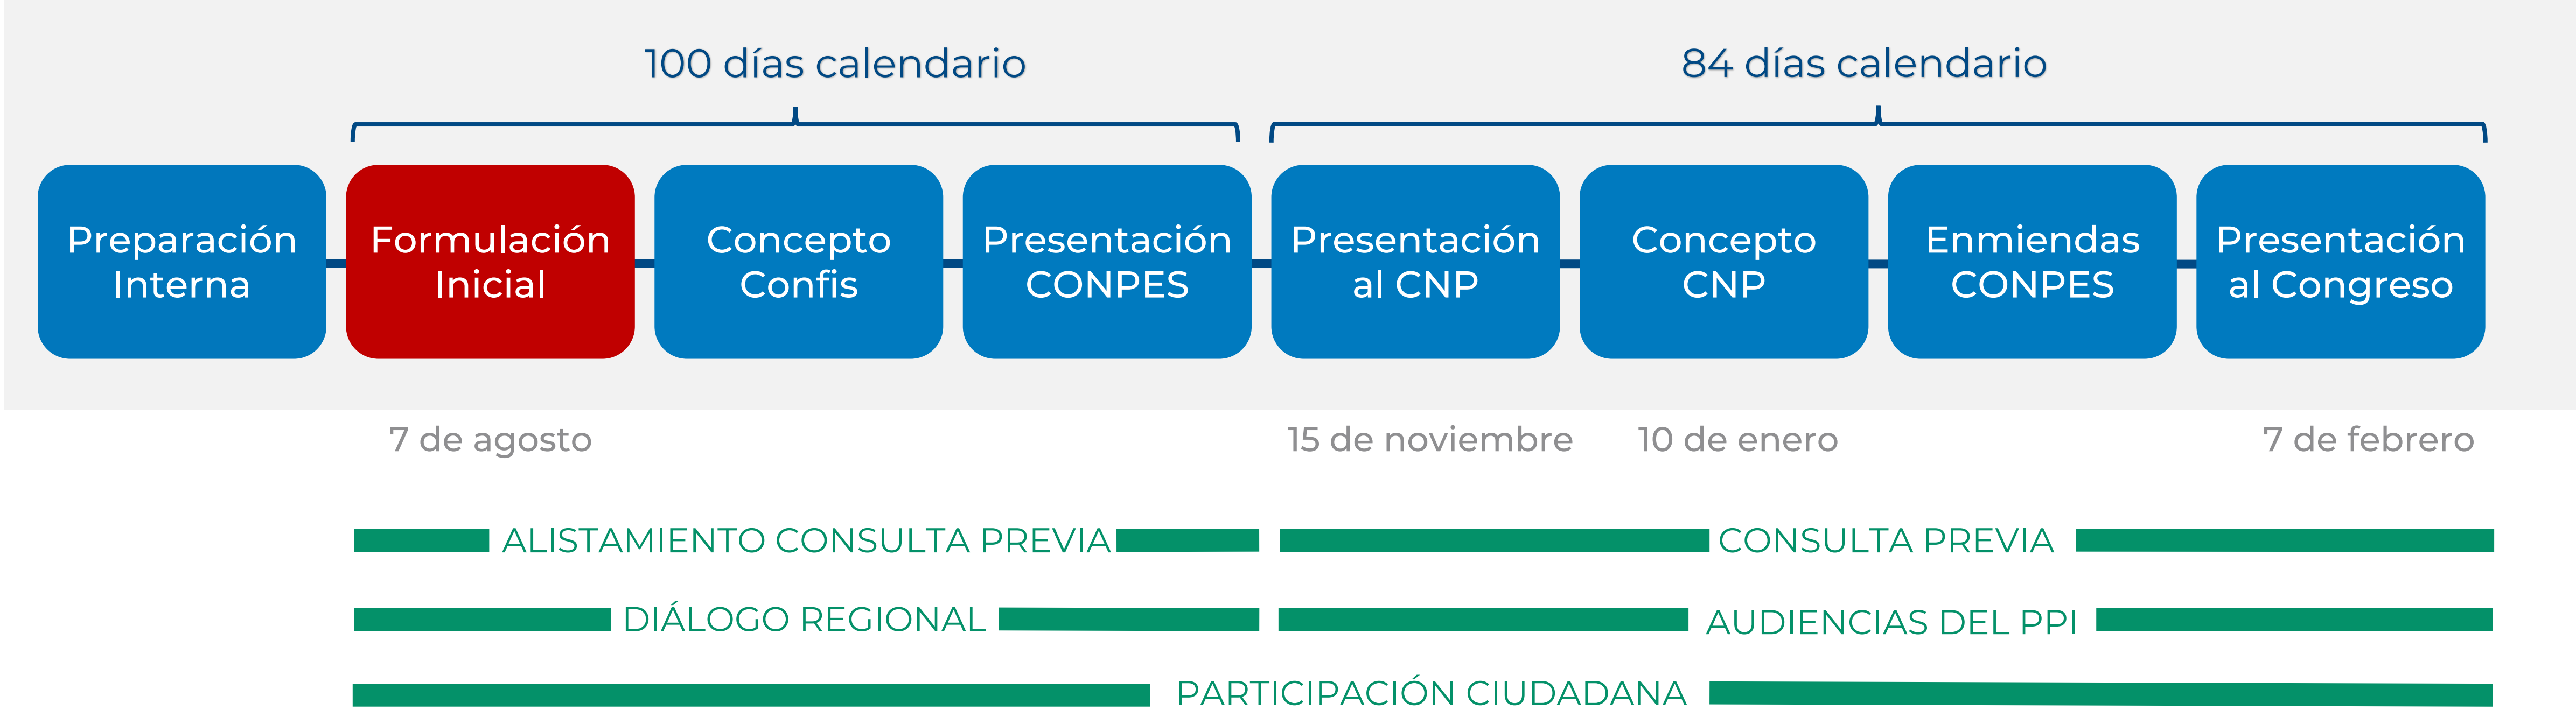 100 días calendario
84 días calendario
Preparación
Interna
Formulación
Inicial
Concepto
Confis
Presentación
CONPES
Presentación
al CNP
Concepto
CNP
Enmiendas
CONPES
Presentación
al Congreso
7 de agosto
15 de noviembre
10 de enero
7 de febrero
ALISTAMIENTO CONSULTA PREVIA
CONSULTA PREVIA
DIÁLOGO REGIONAL
AUDIENCIAS DEL PPI
PARTICIPACIÓN CIUDADANA